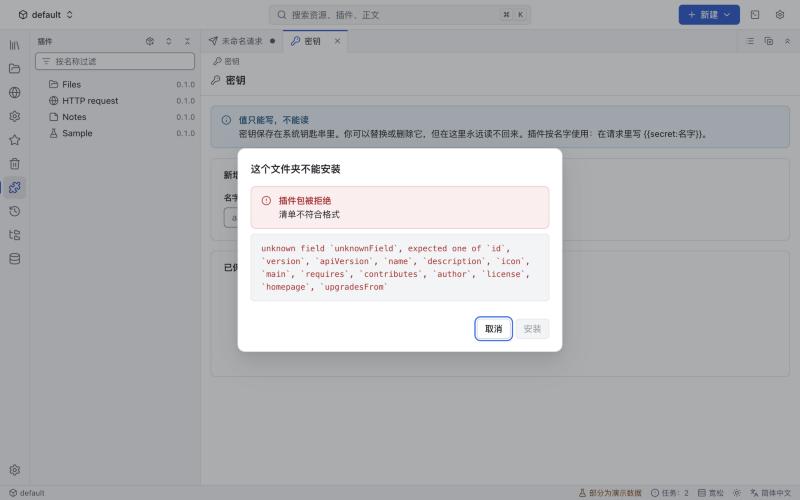 default
搜索资源、插件、正文
⌘ K
新建
插件
未命名请求
密钥
按名称过滤
密钥
Files 0.1.0
密钥
HTTP request 0.1.0
Notes 0.1.0
值只能写，不能读
Sample 0.1.0
密钥保存在系统钥匙串里。你可以替换或删除它，但在这里永远读不回来。插件按名字使用：在请求里写 {{secret:名字}}。
这个文件夹不能安装
插件包被拒绝
清单不符合格式
unknown field `unknownField`, expected one of `id`,
`version`, `apiVersion`, `name`, `description`, `icon`,
`main`, `requires`, `contributes`, `author`, `license`,
`homepage`, `upgradesFrom`
取消
安装
default
部分为演示数据
任务：2
宽松
简体中文